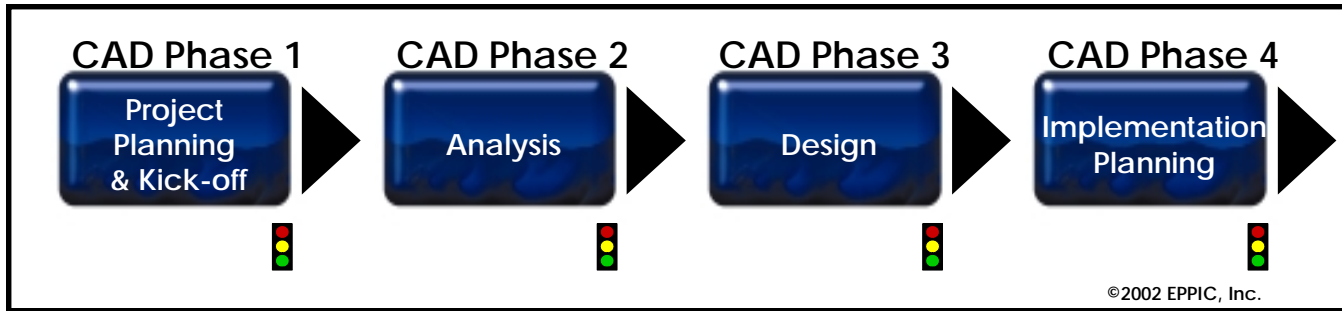 CAD Phase 1
Project
Planning
& Kick-off
CAD Phase 2
Analysis
CAD Phase 3
Design
CAD Phase 4
Implementation
Planning
©2002 EPPIC, Inc.